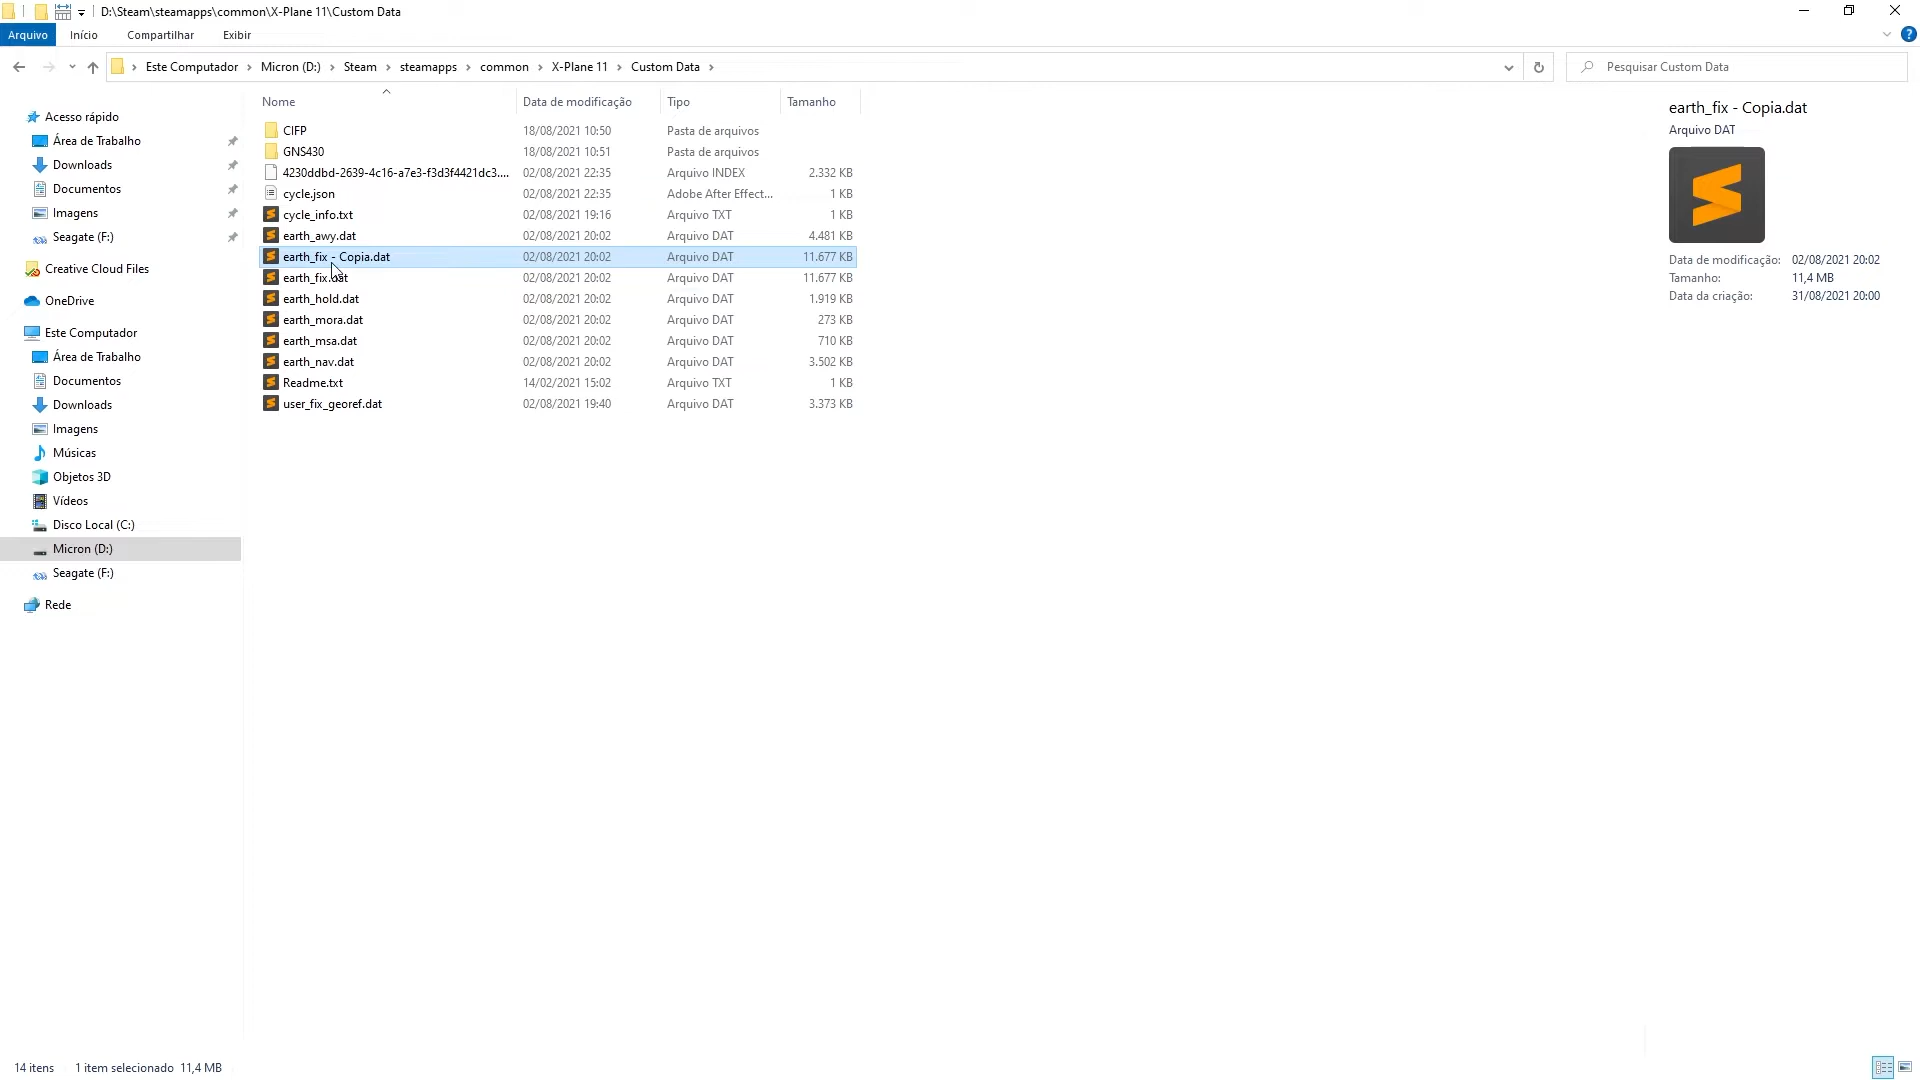 D:\Steam\steamapps\common\X-Plane 11\Custom Data
Arquivo Início Compartilhar Exibir
Este Computador Micron (D:) Steam steamapps common X-Plane 11 Custom Data
Pesquisar Custom Data
Nome Data de modificação Tipo Tamanho
CIFP 18/08/2021 10:50 Pasta de arquivos
GNS430 18/08/2021 10:51 Pasta de arquivos
4230ddbd-2639-4c16-a7e3-f3d3f4421dc3.... 02/08/2021 22:35 Arquivo INDEX 2.332 KB
cycle.json 02/08/2021 22:35 Adobe After Effect... 1 KB
cycle_info.txt 02/08/2021 19:16 Arquivo TXT 1 KB
earth_awy.dat 02/08/2021 20:02 Arquivo DAT 4.481 KB
earth_fix - Copia.dat 02/08/2021 20:02 Arquivo DAT 11.677 KB
earth_fix.dat 02/08/2021 20:02 Arquivo DAT 11.677 KB
earth_hold.dat 02/08/2021 20:02 Arquivo DAT 1.919 KB
earth_mora.dat 02/08/2021 20:02 Arquivo DAT 273 KB
earth_msa.dat 02/08/2021 20:02 Arquivo DAT 710 KB
earth_nav.dat 02/08/2021 20:02 Arquivo DAT 3.502 KB
Readme.txt 14/02/2021 15:02 Arquivo TXT 1 KB
user_fix_georef.dat 02/08/2021 19:40 Arquivo DAT 3.373 KB
Acesso rápido
Área de Trabalho
Downloads
Documentos
Imagens
Seagate (F:)
Creative Cloud Files
OneDrive
Este Computador
Área de Trabalho
Documentos
Downloads
Imagens
Músicas
Objetos 3D
Vídeos
Disco Local (C:)
Micron (D:)
Seagate (F:)
Rede
earth_fix - Copia.dat
Arquivo DAT
Data de modificação: 02/08/2021 20:02
Tamanho: 11,4 MB
Data da criação: 31/08/2021 20:00
14 itens 1 item selecionado 11,4 MB